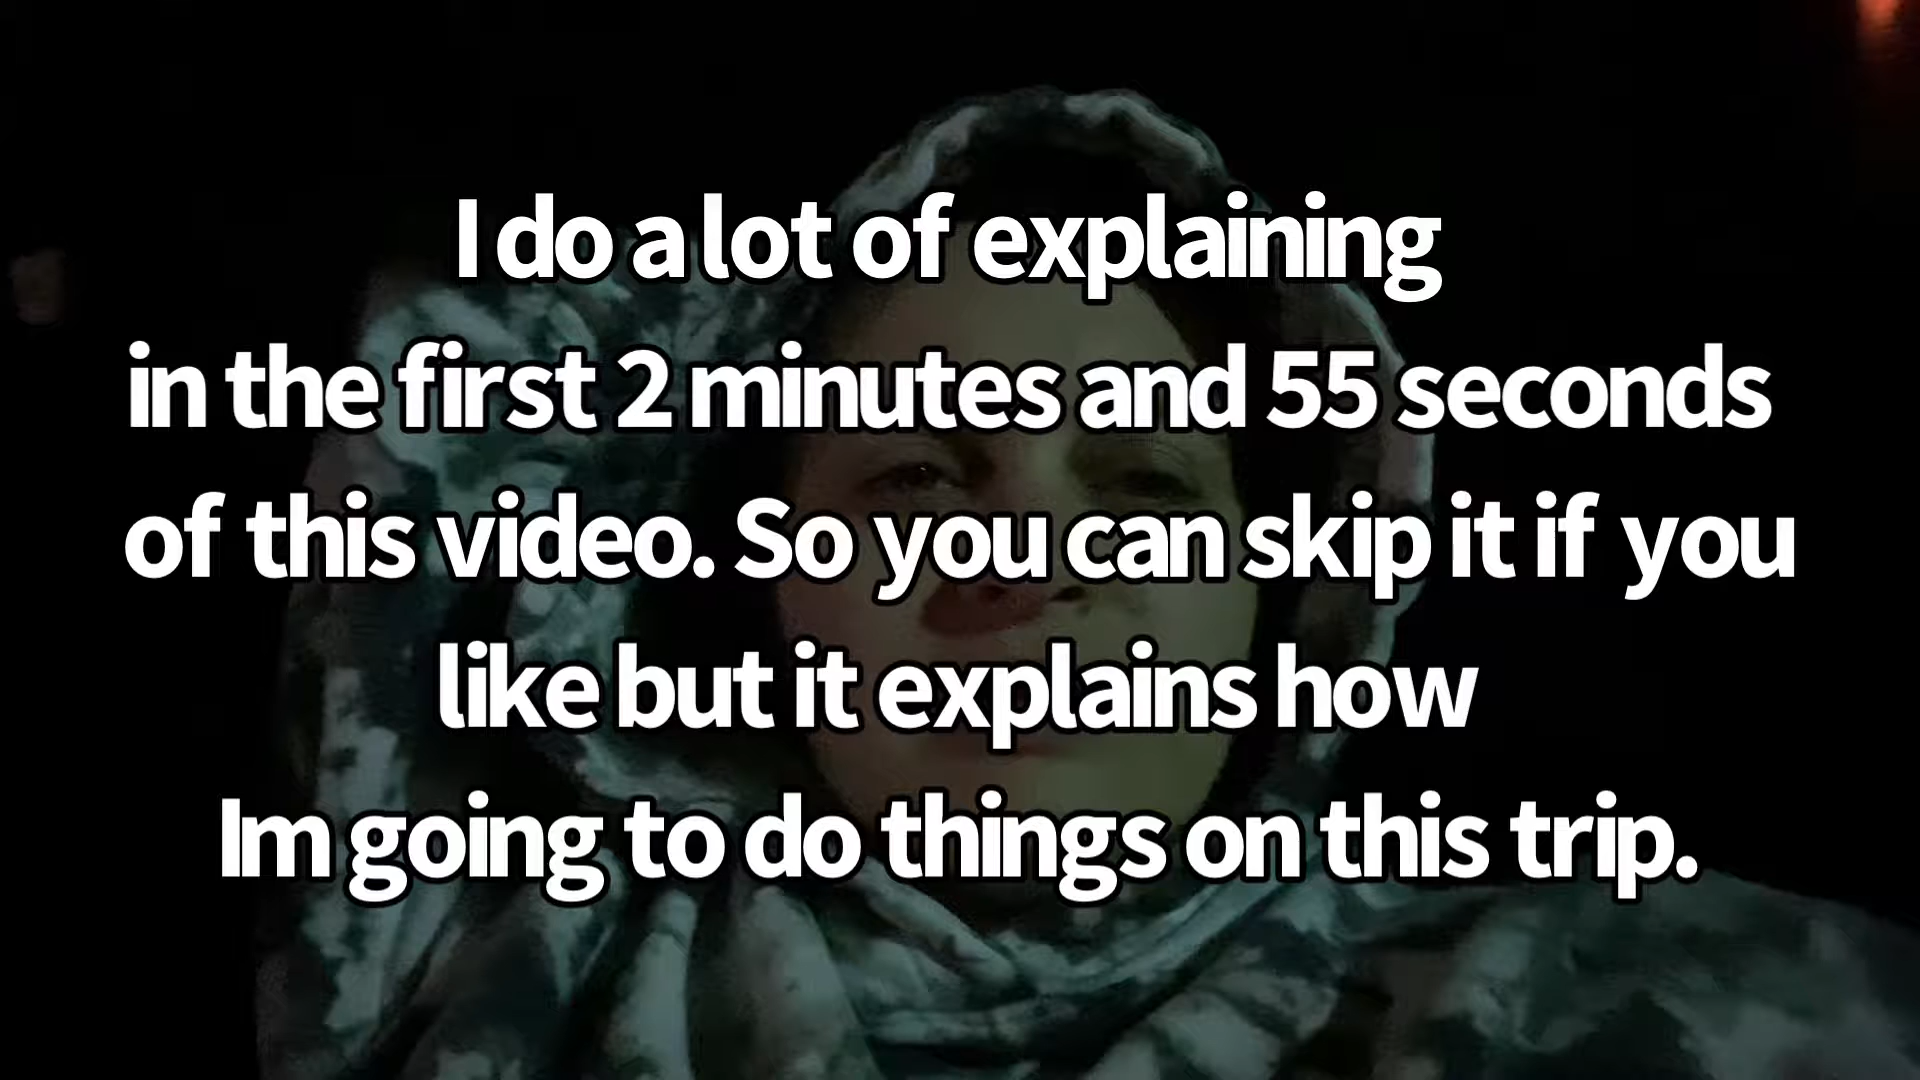 I do a lot of explaining
in the first 2 minutes and 55 seconds
of this video. So you can skip it if you
like but it explains how
Im going to do things on this trip.